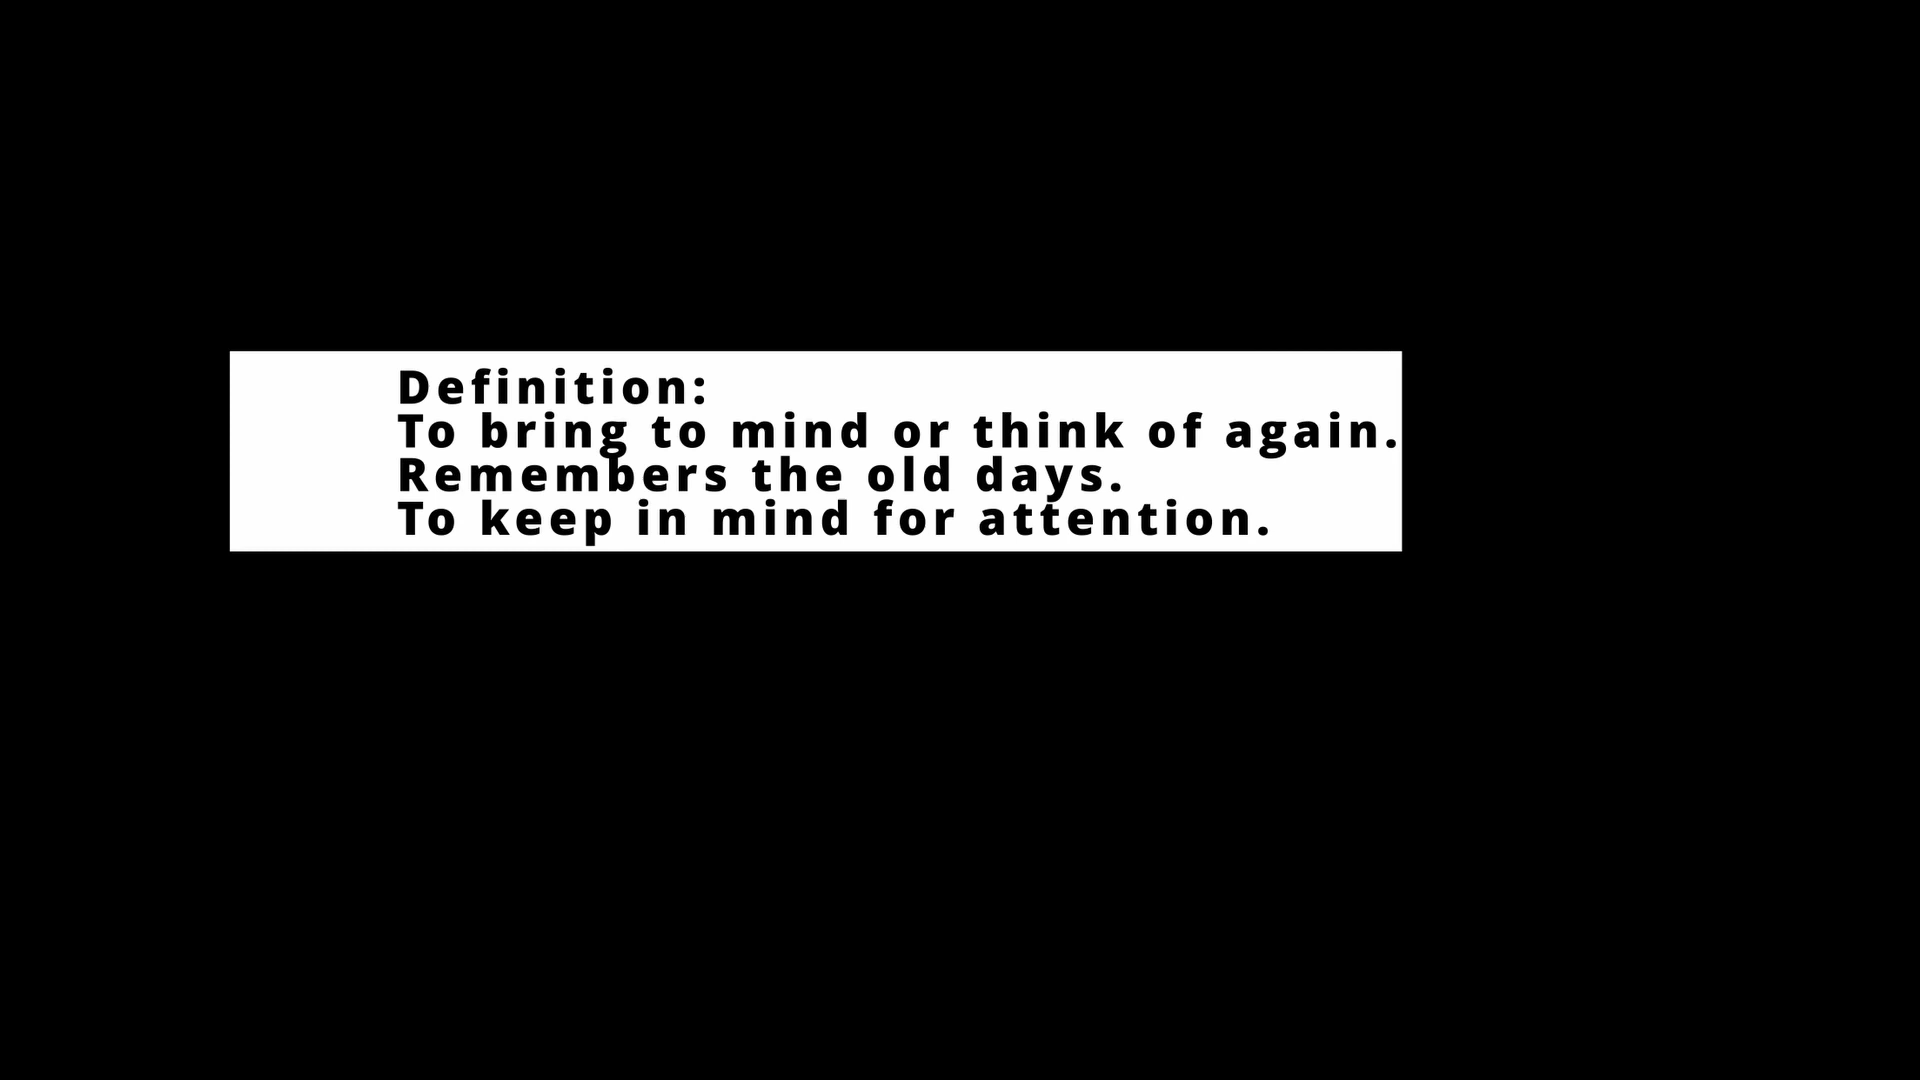 Definition:
To bring to mind or think of again.
Remembers the old days.
To keep in mind for attention.